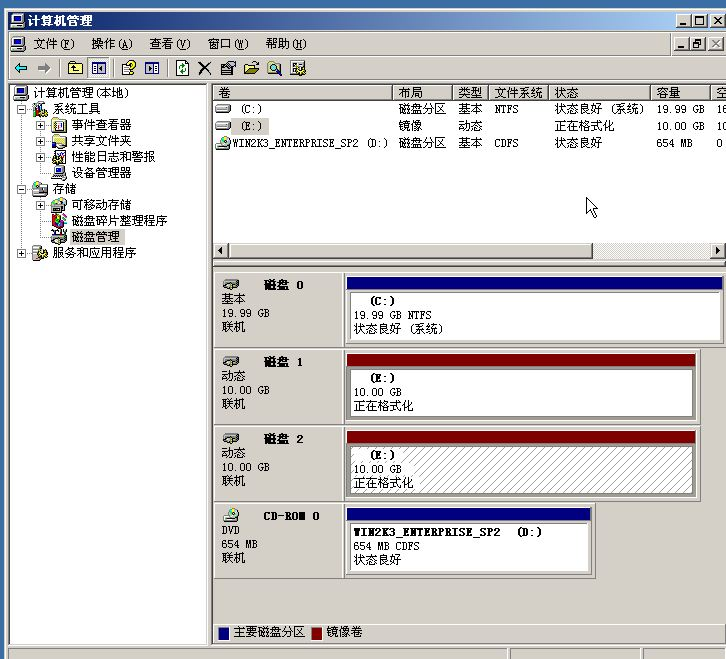 计算机管理
文件(F) 操作(A) 查看(V) 窗口(W) 帮助(H)
计算机管理(本地)
系统工具
事件查看器
共享文件夹
性能日志和警报
设备管理器
存储
可移动存储
磁盘碎片整理程序
磁盘管理
服务和应用程序
卷 布局 类型 文件系统 状态 容量 空
(C:) 磁盘分区 基本 NTFS 状态良好 (系统) 19.99 GB 16
(E:) 镜像 动态 正在格式化 10.00 GB 10
WIN2K3_ENTERPRISE_SP2 (D:) 磁盘分区 基本 CDFS 状态良好 654 MB 0
磁盘 0
基本
19.99 GB
联机
(C:)
19.99 GB NTFS
状态良好 (系统)
磁盘 1
动态
10.00 GB
联机
(E:)
10.00 GB
正在格式化
磁盘 2
动态
10.00 GB
联机
(E:)
10.00 GB
正在格式化
CD-ROM 0
DVD
654 MB
联机
WIN2K3_ENTERPRISE_SP2 (D:)
654 MB CDFS
状态良好
主要磁盘分区 镜像卷